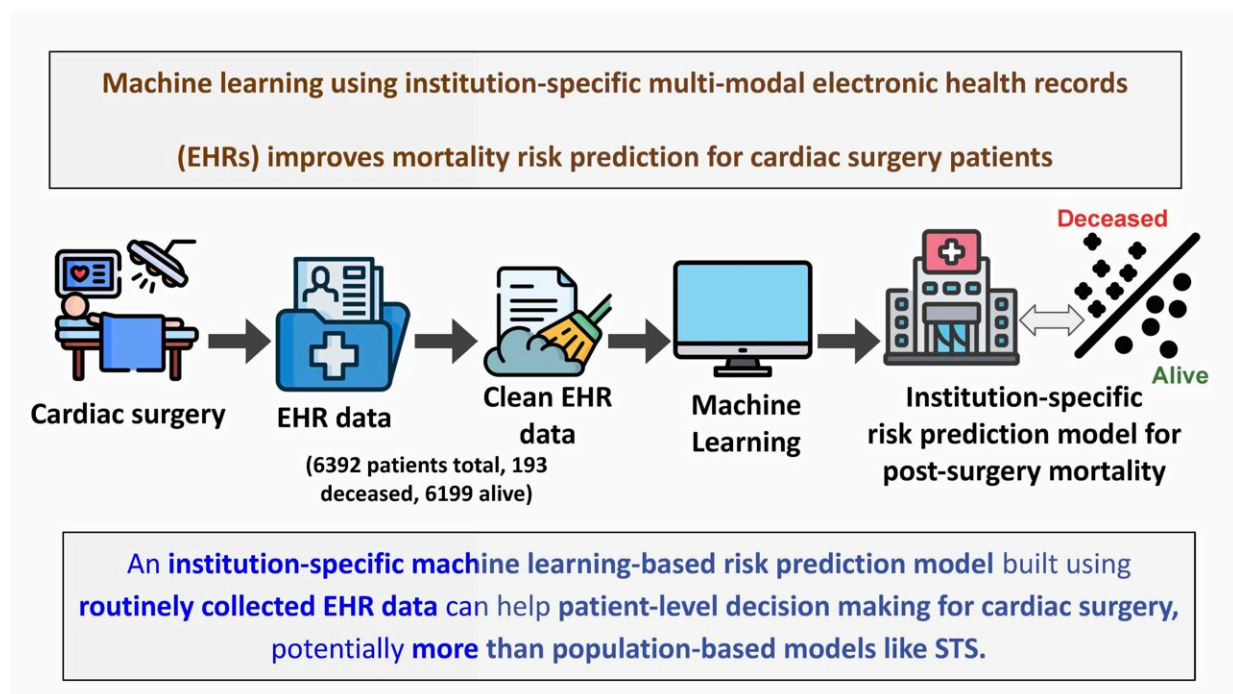 Machine learning using institution-specific multi-modal electronic health records
(EHRs) improves mortality risk prediction for cardiac surgery patients
Deceased
Alive
Cardiac surgery
EHR data
Clean EHR
data
(6392 patients total, 193
deceased, 6199 alive)
Machine
Learning
Institution-specific
risk prediction model for
post-surgery mortality
An institution-specific machine learning-based risk prediction model built using
routinely collected EHR data can help patient-level decision making for cardiac surgery,
potentially more than population-based models like STS.